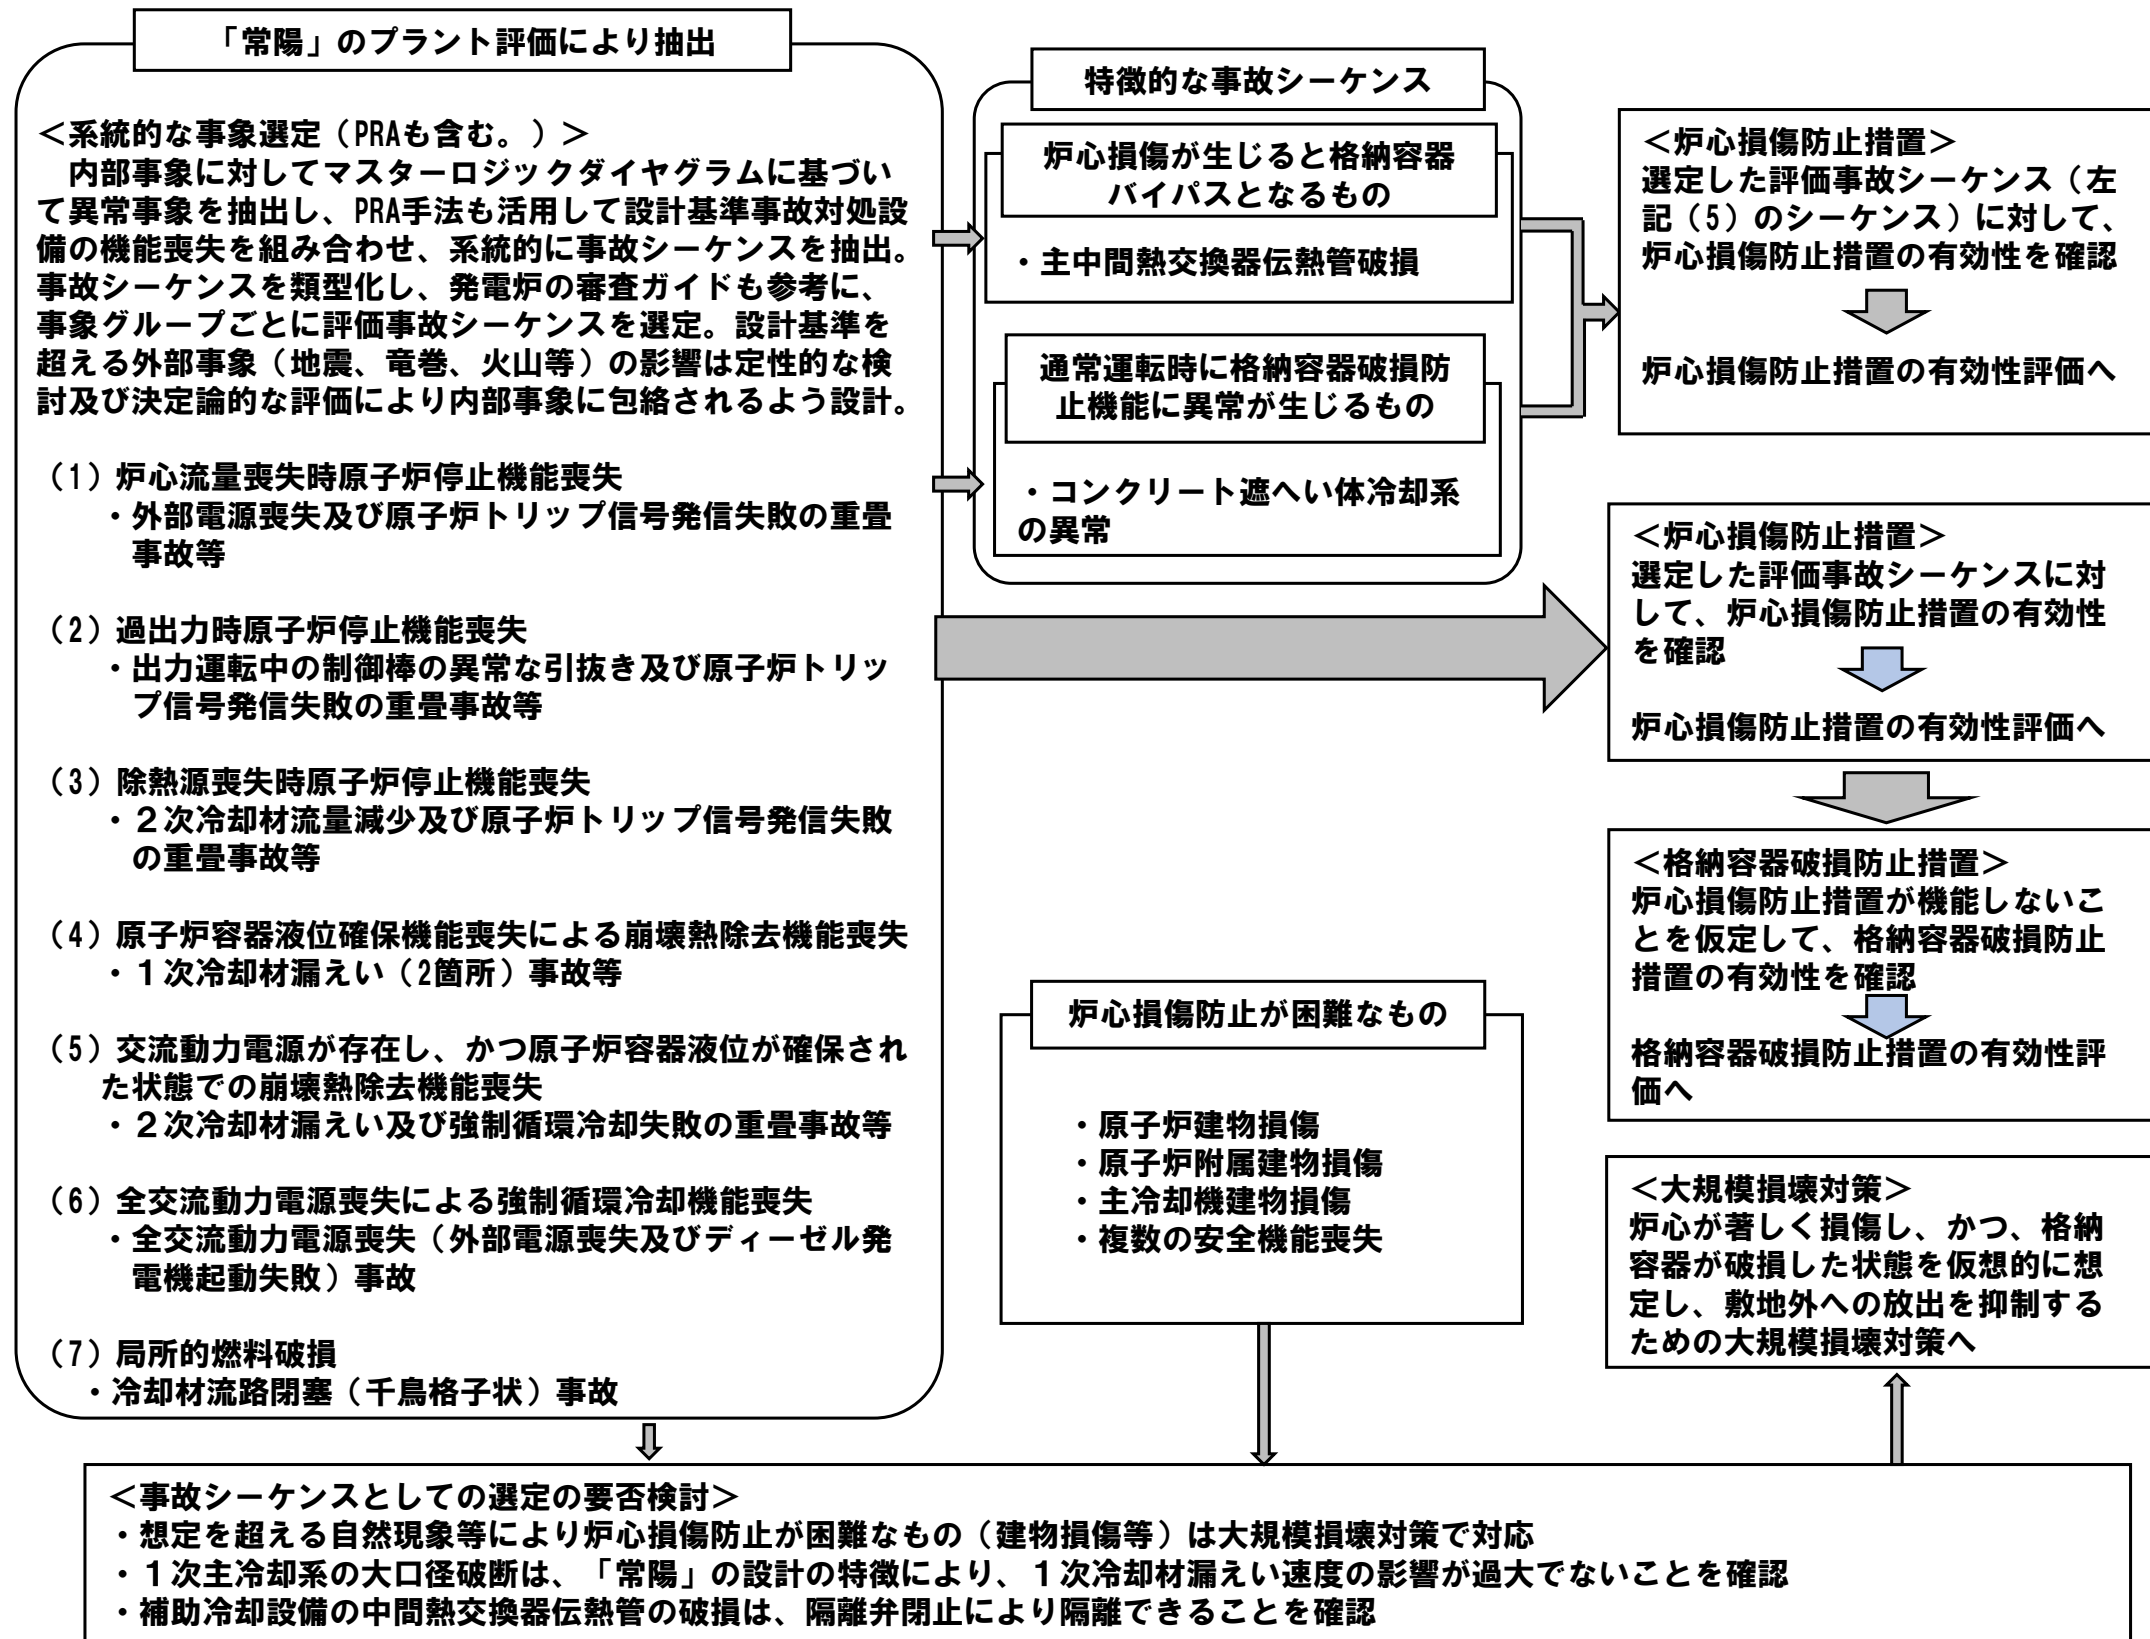 「常陽」のプラント評価により抽出
＜系統的な事象選定（PRAも含む。）＞
内部事象に対してマスターロジックダイヤグラムに基づい
て異常事象を抽出し、PRA手法も活用して設計基準事故対処設
備の機能喪失を組み合わせ、系統的に事故シーケンスを抽出。
事故シーケンスを類型化し、発電炉の審査ガイドも参考に、
事象グループごとに評価事故シーケンスを選定。設計基準を
超える外部事象（地震、竜巻、火山等）の影響は定性的な検
討及び決定論的な評価により内部事象に包絡されるよう設計。
（1）炉心流量喪失時原子炉停止機能喪失
・外部電源喪失及び原子炉トリップ信号発信失敗の重畳
事故等
（2）過出力時原子炉停止機能喪失
・出力運転中の制御棒の異常な引抜き及び原子炉トリッ
プ信号発信失敗の重畳事故等
（3）除熱源喪失時原子炉停止機能喪失
・２次冷却材流量減少及び原子炉トリップ信号発信失敗
の重畳事故等
（4）原子炉容器液位確保機能喪失による崩壊熱除去機能喪失
・１次冷却材漏えい（2箇所）事故等
（5）交流動力電源が存在し、かつ原子炉容器液位が確保され
た状態での崩壊熱除去機能喪失
・２次冷却材漏えい及び強制循環冷却失敗の重畳事故等
（6）全交流動力電源喪失による強制循環冷却機能喪失
・全交流動力電源喪失（外部電源喪失及びディーゼル発
電機起動失敗）事故
（7）局所的燃料破損
・冷却材流路閉塞（千鳥格子状）事故
特徴的な事故シーケンス
炉心損傷が生じると格納容器
バイパスとなるもの
・主中間熱交換器伝熱管破損
通常運転時に格納容器破損防
止機能に異常が生じるもの
・コンクリート遮へい体冷却系
の異常
炉心損傷防止が困難なもの
・原子炉建物損傷
・原子炉附属建物損傷
・主冷却機建物損傷
・複数の安全機能喪失
＜炉心損傷防止措置＞
選定した評価事故シーケンス（左
記（5）のシーケンス）に対して、
炉心損傷防止措置の有効性を確認
炉心損傷防止措置の有効性評価へ
＜炉心損傷防止措置＞
選定した評価事故シーケンスに対
して、炉心損傷防止措置の有効性
を確認
炉心損傷防止措置の有効性評価へ
＜格納容器破損防止措置＞
炉心損傷防止措置が機能しないこ
とを仮定して、格納容器破損防止
措置の有効性を確認
格納容器破損防止措置の有効性評
価へ
＜大規模損壊対策＞
炉心が著しく損傷し、かつ、格納
容器が破損した状態を仮想的に想
定し、敷地外への放出を抑制する
ための大規模損壊対策へ
＜事故シーケンスとしての選定の要否検討＞
・想定を超える自然現象等により炉心損傷防止が困難なもの（建物損傷等）は大規模損壊対策で対応
・１次主冷却系の大口径破断は、「常陽」の設計の特徴により、１次冷却材漏えい速度の影響が過大でないことを確認
・補助冷却設備の中間熱交換器伝熱管の破損は、隔離弁閉止により隔離できることを確認